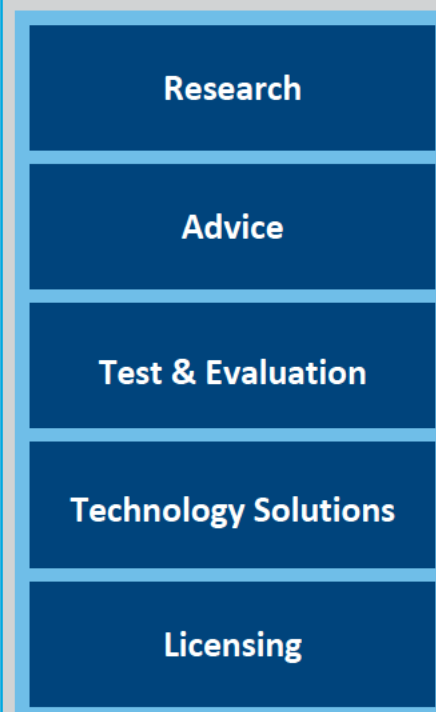 Research
Advice
Test & Evaluation
Technology Solutions
Licensing